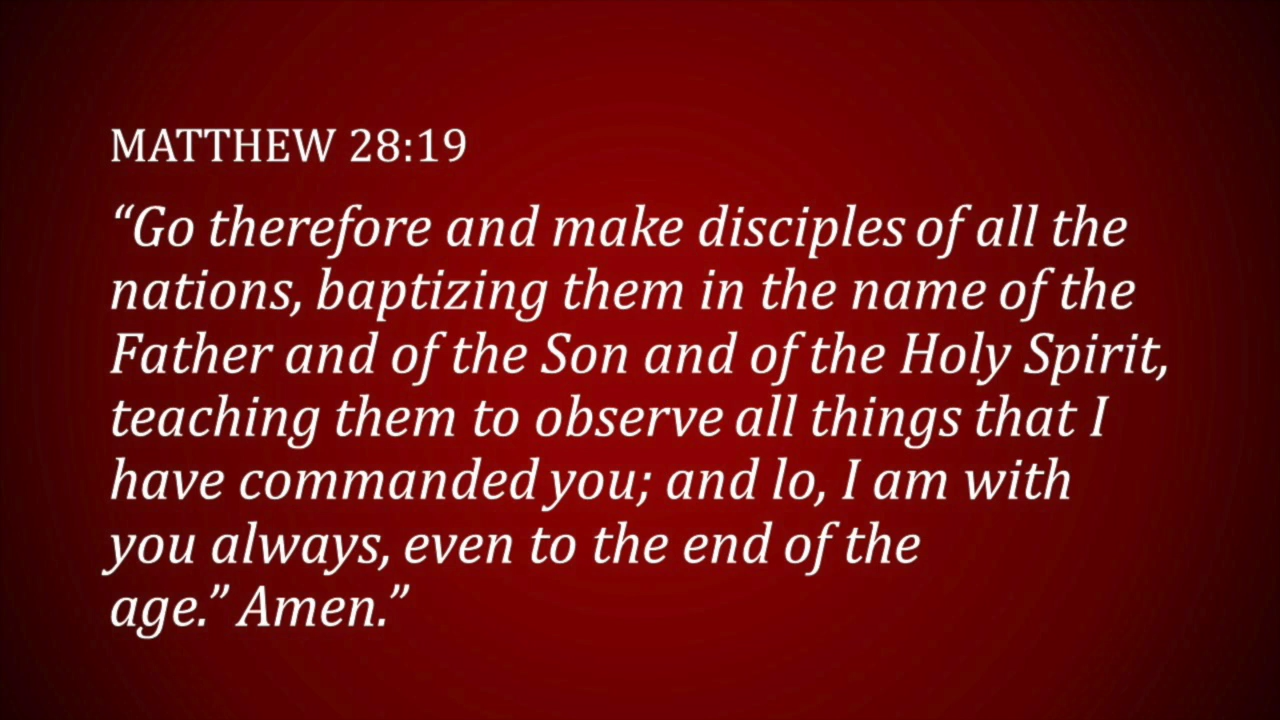 MATTHEW 28:19
“Go therefore and make disciples of all the
nations, baptizing them in the name of the
Father and of the Son and of the Holy Spirit,
teaching them to observe all things that I
have commanded you; and lo, I am with
you always, even to the end of the
age.” Amen.”